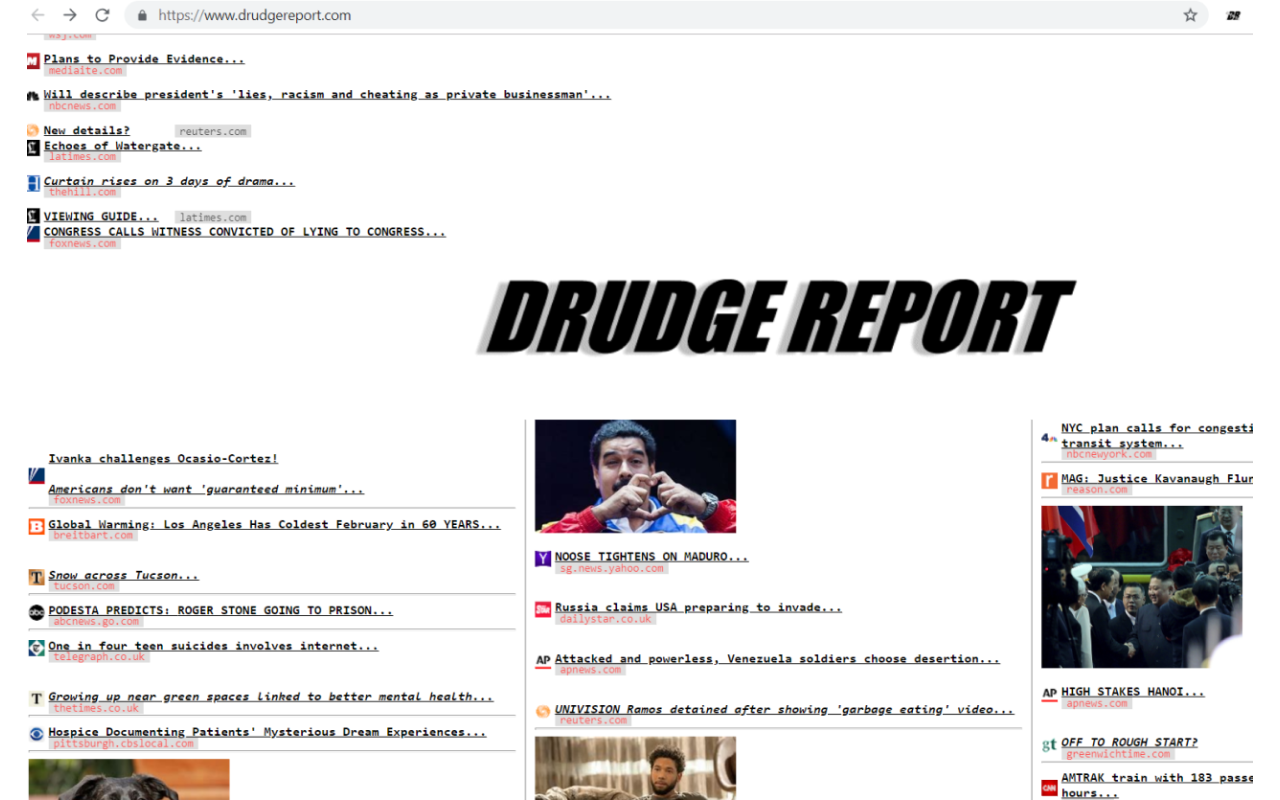 https://www.drudgereport.com
wsj.com
Plans to Provide Evidence...
mediaite.com
Will describe president's 'lies, racism and cheating as private businessman'...
nbcnews.com
New details? reuters.com
Echoes of Watergate...
latimes.com
Curtain rises on 3 days of drama...
thehill.com
VIEWING GUIDE... latimes.com
CONGRESS CALLS WITNESS CONVICTED OF LYING TO CONGRESS...
foxnews.com
DRUDGE REPORT
Ivanka challenges Ocasio-Cortez!
Americans don't want 'guaranteed minimum'...
foxnews.com
Global Warming: Los Angeles Has Coldest February in 60 YEARS...
breitbart.com
Snow across Tucson...
tucson.com
PODESTA PREDICTS: ROGER STONE GOING TO PRISON...
abcnews.go.com
One in four teen suicides involves internet...
telegraph.co.uk
Growing up near green spaces linked to better mental health...
thetimes.co.uk
Hospice Documenting Patients' Mysterious Dream Experiences...
pittsburgh.cbslocal.com
NOOSE TIGHTENS ON MADURO...
sg.news.yahoo.com
Russia claims USA preparing to invade...
dailystar.co.uk
Attacked and powerless, Venezuela soldiers choose desertion...
apnews.com
UNIVISION Ramos detained after showing 'garbage eating' video...
reuters.com
NYC plan calls for congesti
transit system...
nbcnewyork.com
MAG: Justice Kavanaugh Flun
reason.com
HIGH STAKES HANOI...
apnews.com
OFF TO ROUGH START?
greenwichtime.com
AMTRAK train with 183 passe
hours...